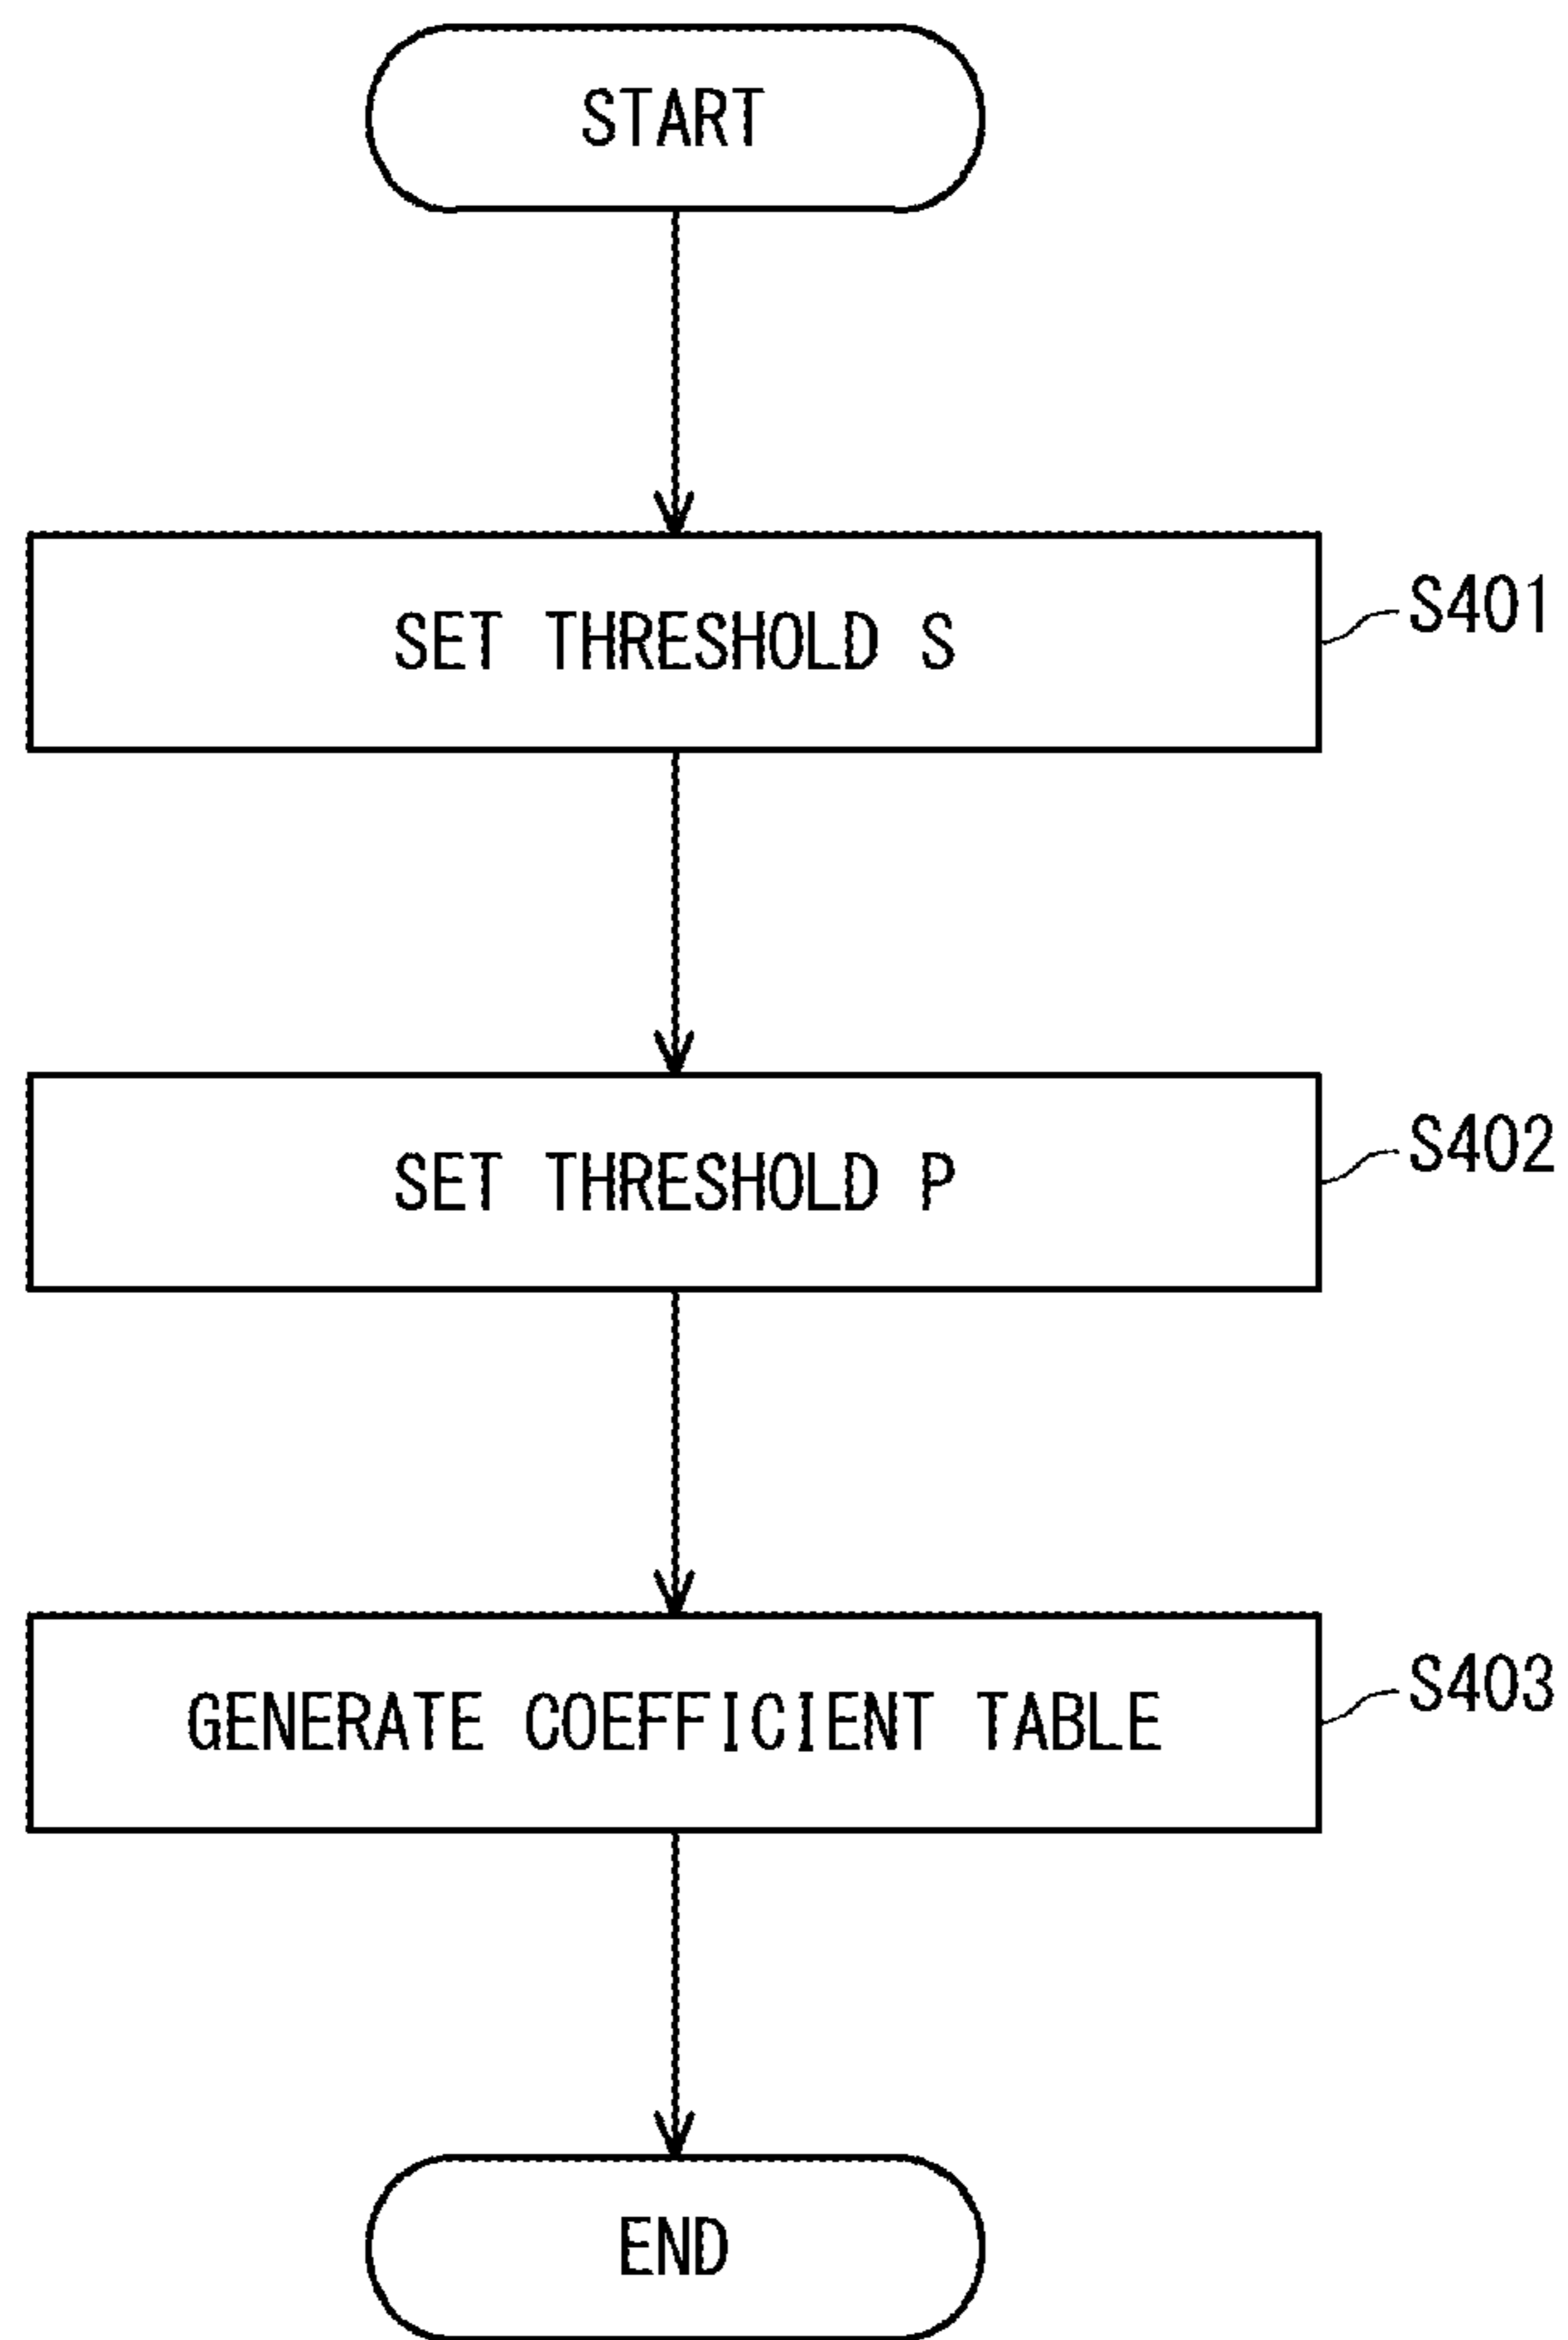 START
SET THRESHOLD S
S401
SET THRESHOLD P
S402
GENERATE COEFFICIENT TABLE
S403
END